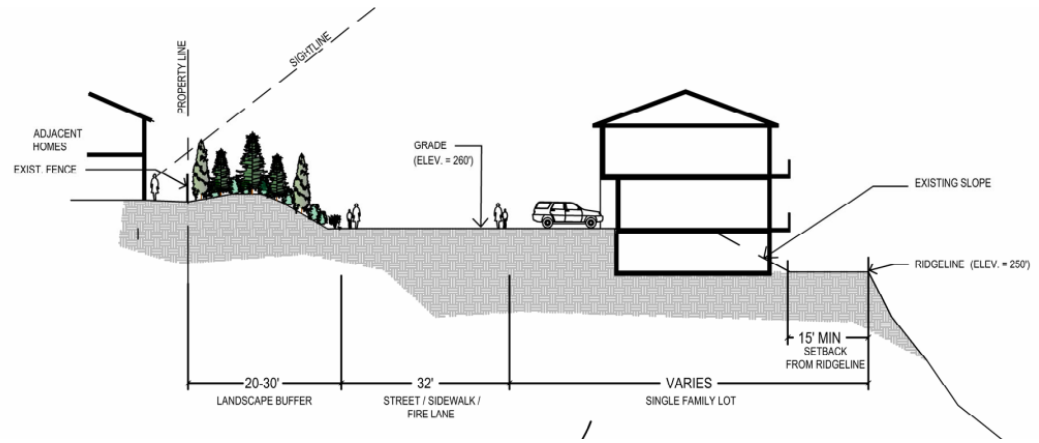 PROPERTY LINE
SIGHTLINE
ADJACENT
HOMES
EXIST. FENCE
GRADE
(ELEV. = 260')
EXISTING SLOPE
RIDGELINE (ELEV. = 250')
15' MIN
SETBACK
FROM RIDGELINE
20-30'
LANDSCAPE BUFFER
32'
STREET / SIDEWALK /
FIRE LANE
VARIES
SINGLE FAMILY LOT